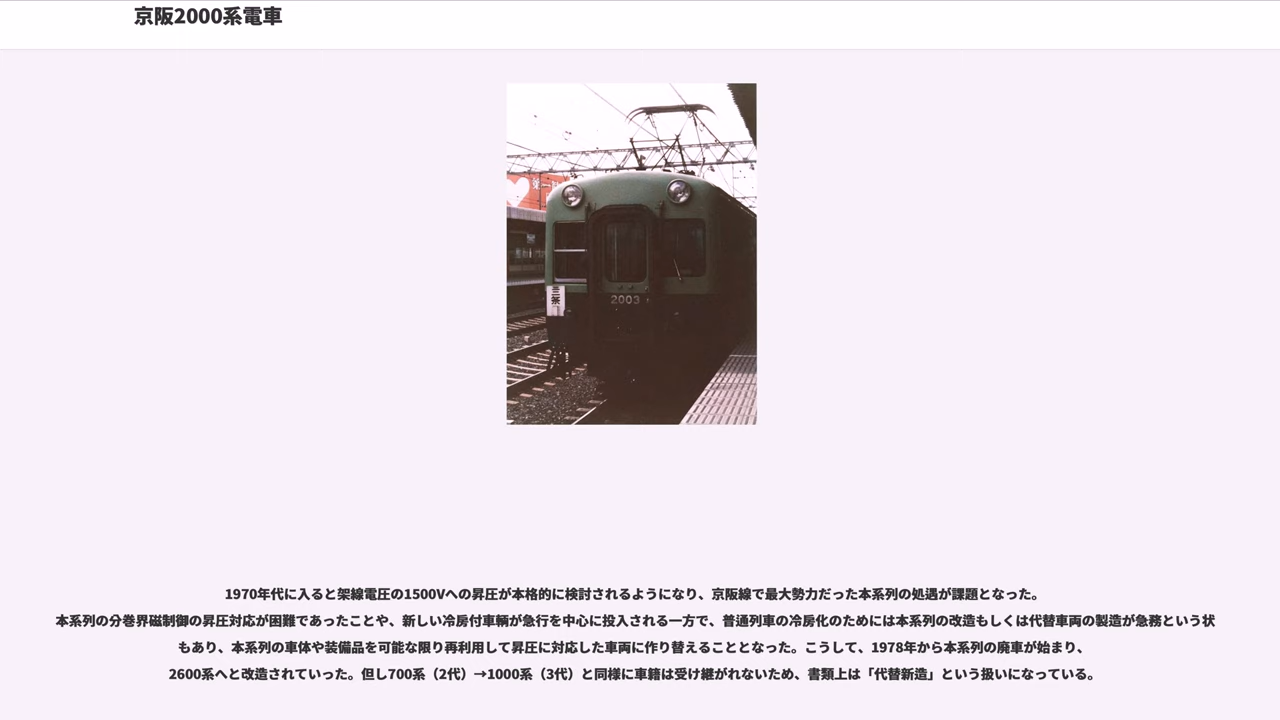 京阪2000系電車
第一
三条
2003
1970年代に入ると架線電圧の1500Vへの昇圧が本格的に検討されるようになり、京阪線で最大勢力だった本系列の処遇が課題となった。
本系列の分巻界磁制御の昇圧対応が困難であったことや、新しい冷房付車輌が急行を中心に投入される一方で、普通列車の冷房化のためには本系列の改造もしくは代替車両の製造が急務という状
もあり、本系列の車体や装備品を可能な限り再利用して昇圧に対応した車両に作り替えることとなった。こうして、1978年から本系列の廃車が始まり、
2600系へと改造されていった。但し700系（2代）→1000系（3代）と同様に車籍は受け継がれないため、書類上は「代替新造」という扱いになっている。